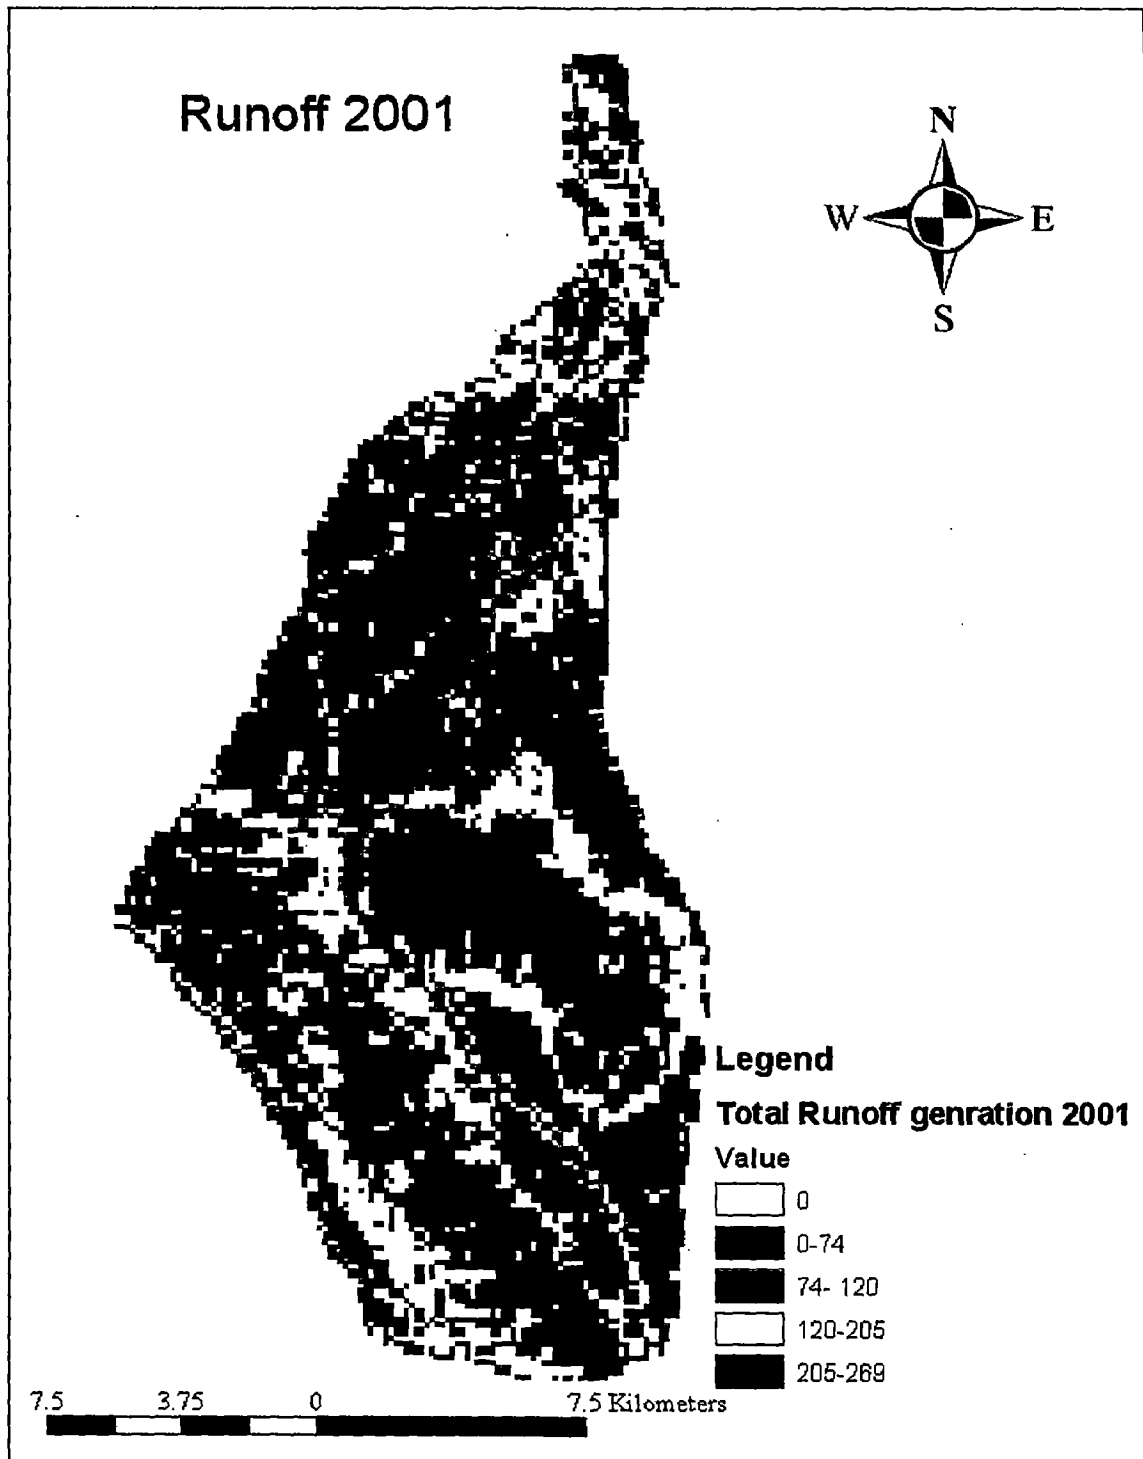 Runoff 2001
N
W E
S
Legend
Total Runoff genration 2001
Value
0
0-74
74- 120
120-205
205-269
7.5 3.75 0 7.5 Kilometers